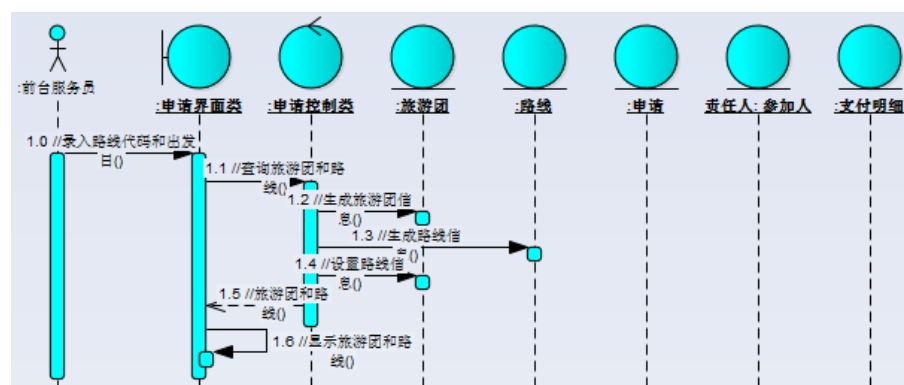 :前台服务员
:申请界面类
:申请控制类
:旅游团
:路线
:申请
责任人: 参加人
:支付明细
1.0 //录入路线代码和出发
日()
1.1 //查询旅游团和路
线()
1.2 //生成旅游团信
息()
1.3 //生成路线信
息()
1.4 //设置路线信
息()
1.5 //旅游团和路
线()
1.6 //显示旅游团和路
线()